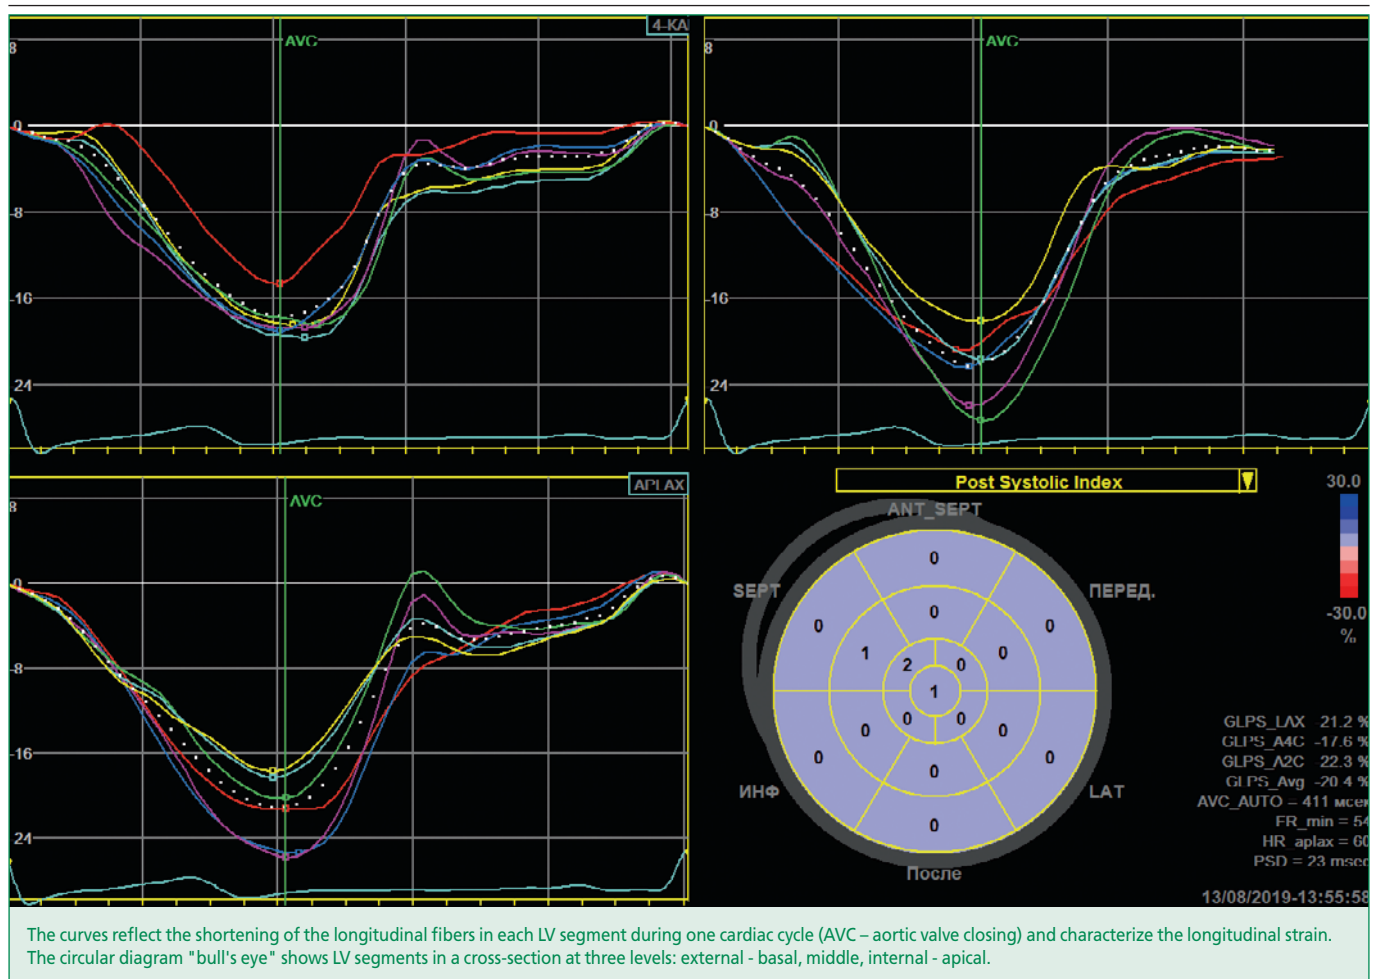 4-КА
AVC
8
0
-8
-16
24
AVC
8
0
-8
-16
24
API AX
AVC
8
0
-8
-16
24
Post Systolic Index
30.0
-30.0
%
ANT_SEPT
SEPT
ПЕРЕД.
ИНФ
LAT
После
0
0
0
0
1
0
2
0
1
0
0
0
0
0
0
0
0
GLPS_LAX 21.2 %
GLPS_A4C -17.6 %
GLPS_A2C 22.3 %
GLPS_Avg -20.4 %
AVC_AUTO = 411 мсек
FR_min = 54
HR_aplax = 60
PSD = 23 msec
13/08/2019-13:55:58
The curves reflect the shortening of the longitudinal fibers in each LV segment during one cardiac cycle (AVC – aortic valve closing) and characterize the longitudinal strain.
The circular diagram "bull's eye" shows LV segments in a cross-section at three levels: external - basal, middle, internal - apical.